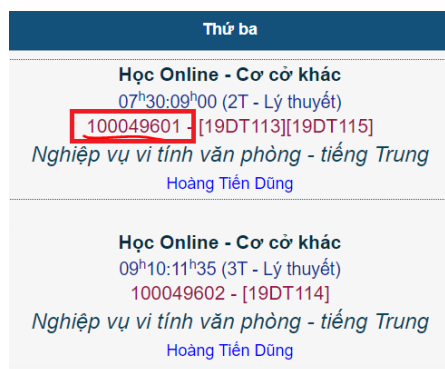 Thứ ba
Học Online - Cơ cở khác
07h30:09h00 (2T - Lý thuyết)
100049601 - [19DT113][19DT115]
Nghiệp vụ vi tính văn phòng - tiếng Trung
Hoàng Tiến Dũng
Học Online - Cơ cở khác
09h10:11h35 (3T - Lý thuyết)
100049602 - [19DT114]
Nghiệp vụ vi tính văn phòng - tiếng Trung
Hoàng Tiến Dũng